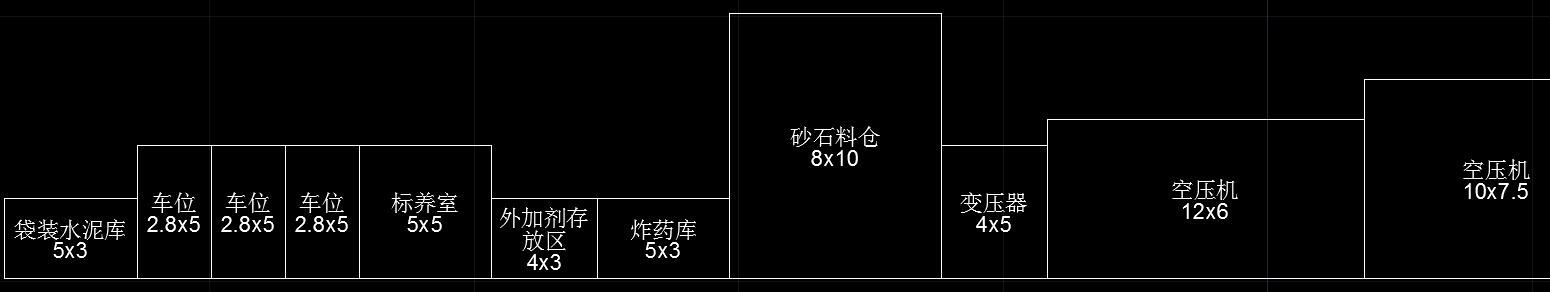 袋装水泥库
5x3
车位
2.8x5
车位
2.8x5
车位
2.8x5
标养室
5x5
外加剂存
放区
4x3
炸药库
5x3
砂石料仓
8x10
变压器
4x5
空压机
12x6
空压机
10x7.5